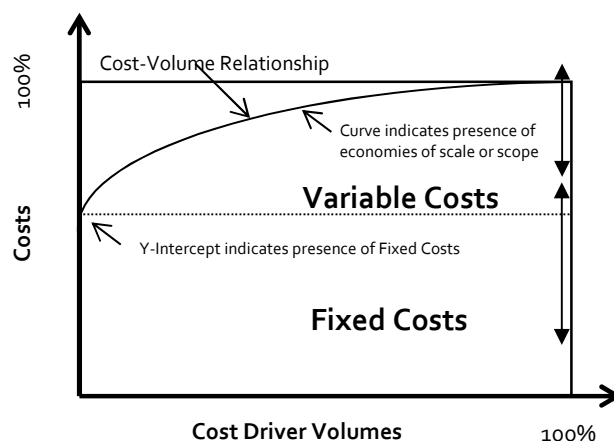 100%
Cost-Volume Relationship
Curve indicates presence of
economies of scale or scope
Variable Costs
Costs
Y-Intercept indicates presence of Fixed Costs
Fixed Costs
Cost Driver Volumes
100%